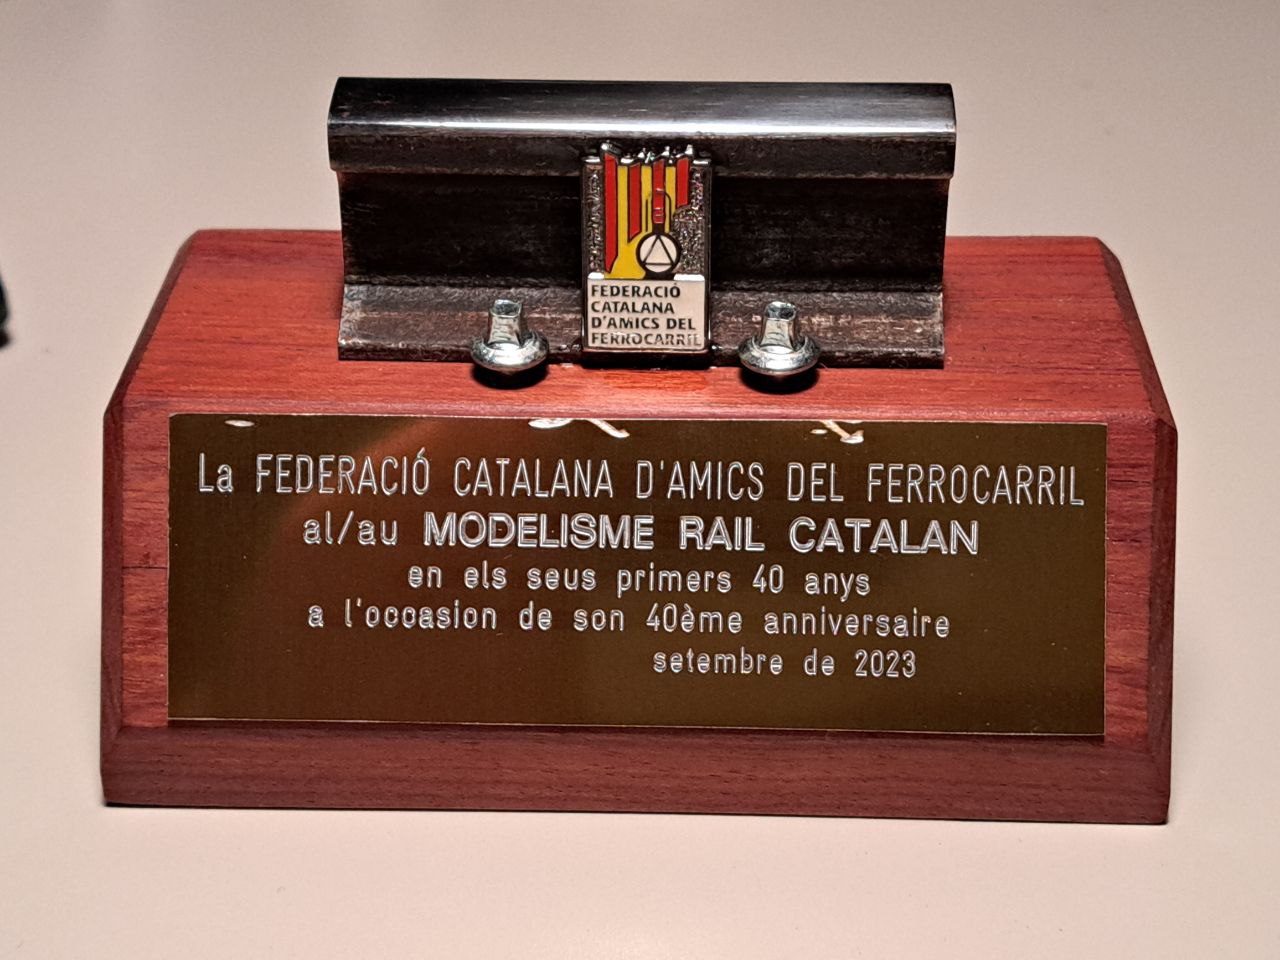 FEDERACIÓ
CATALANA
D'AMICS DEL
FERROCARRIL
La FEDERACIÓ CATALANA D'AMICS DEL FERROCARRIL
al/au MODELISME RAIL CATALAN
en els seus primers 40 anys
a l'occasion de son 40ème anniversaire
setembre de 2023